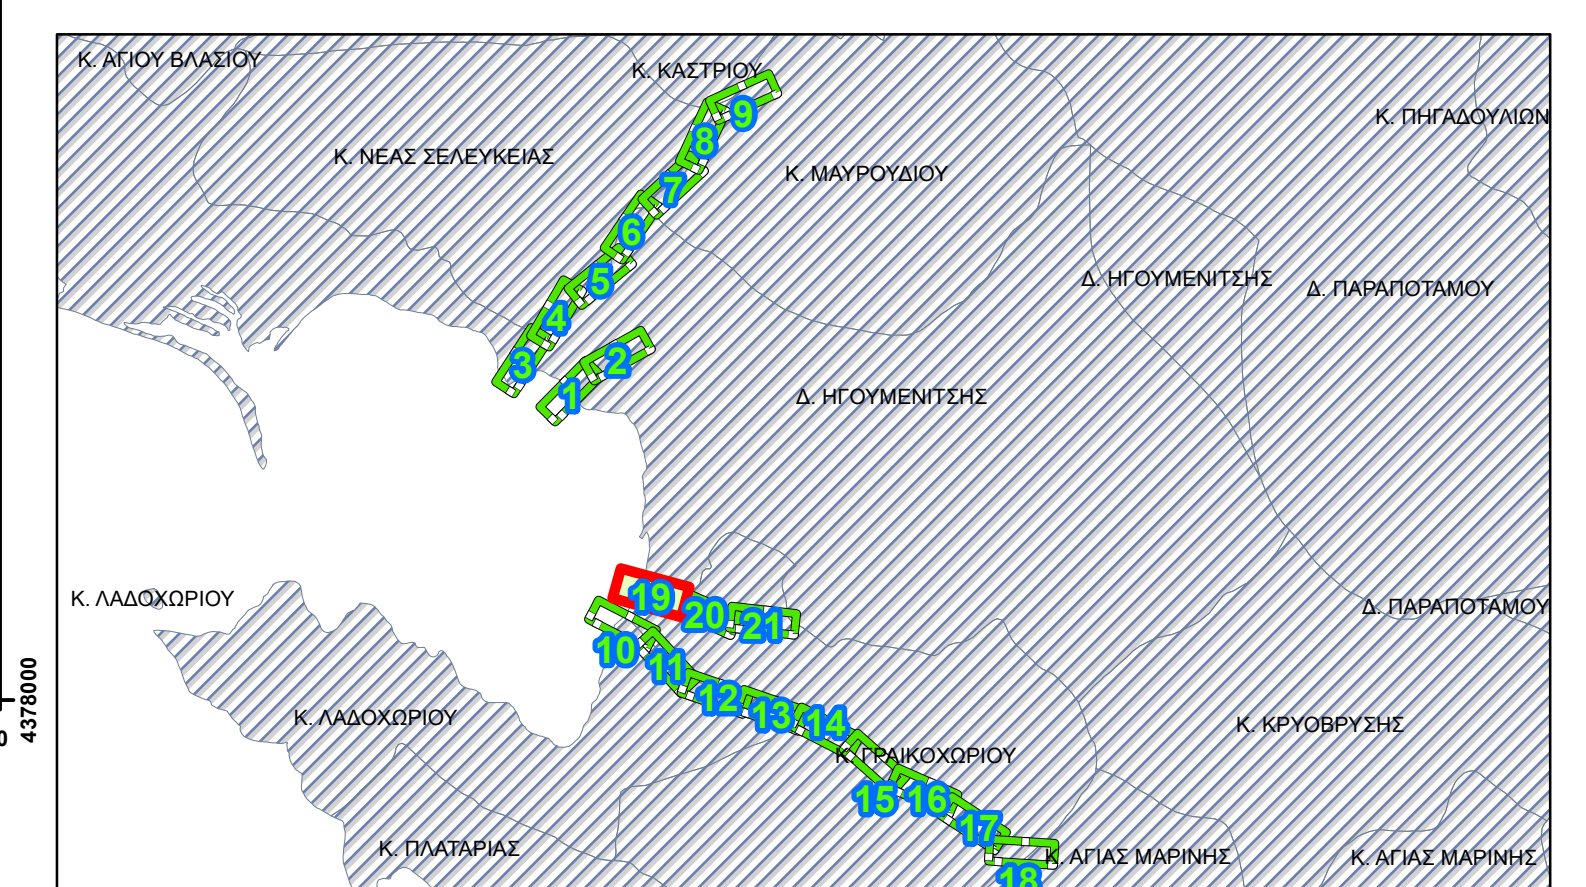 Κ. ΑΓΙΟΥ ΒΛΑΣΙΟΥ
Κ. ΚΑΣΤΡΙΟΥ
9
Κ. ΠΗΓΑΔΟΥΛΙΩΝ
8
Κ. ΝΕΑΣ ΣΕΛΕΥΚΕΙΑΣ
Κ. ΜΑΥΡΟΥΔΙΟΥ
7
6
Δ. ΗΓΟΥΜΕΝΙΤΣΗΣ
5
Δ. ΠΑΡΑΠΟΤΑΜΟΥ
4
2
3
1
Δ. ΗΓΟΥΜΕΝΙΤΣΗΣ
Κ. ΛΑΔΟΧΩΡΙΟΥ
19
Δ. ΠΑΡΑΠΟΤΑΜΟΥ
20
21
10
11
12
4378000
Κ. ΛΑΔΟΧΩΡΙΟΥ
13
14
Κ. ΚΡΥΟΒΡΥΣΗΣ
0
Κ. ΓΡΑΙΚΟΧΩΡΙΟΥ
15
16
17
Κ. ΠΛΑΤΑΡΙΑΣ
Κ. ΑΓΙΑΣ ΜΑΡΙΝΗΣ
Κ. ΑΓΙΑΣ ΜΑΡΙΝΗΣ
18